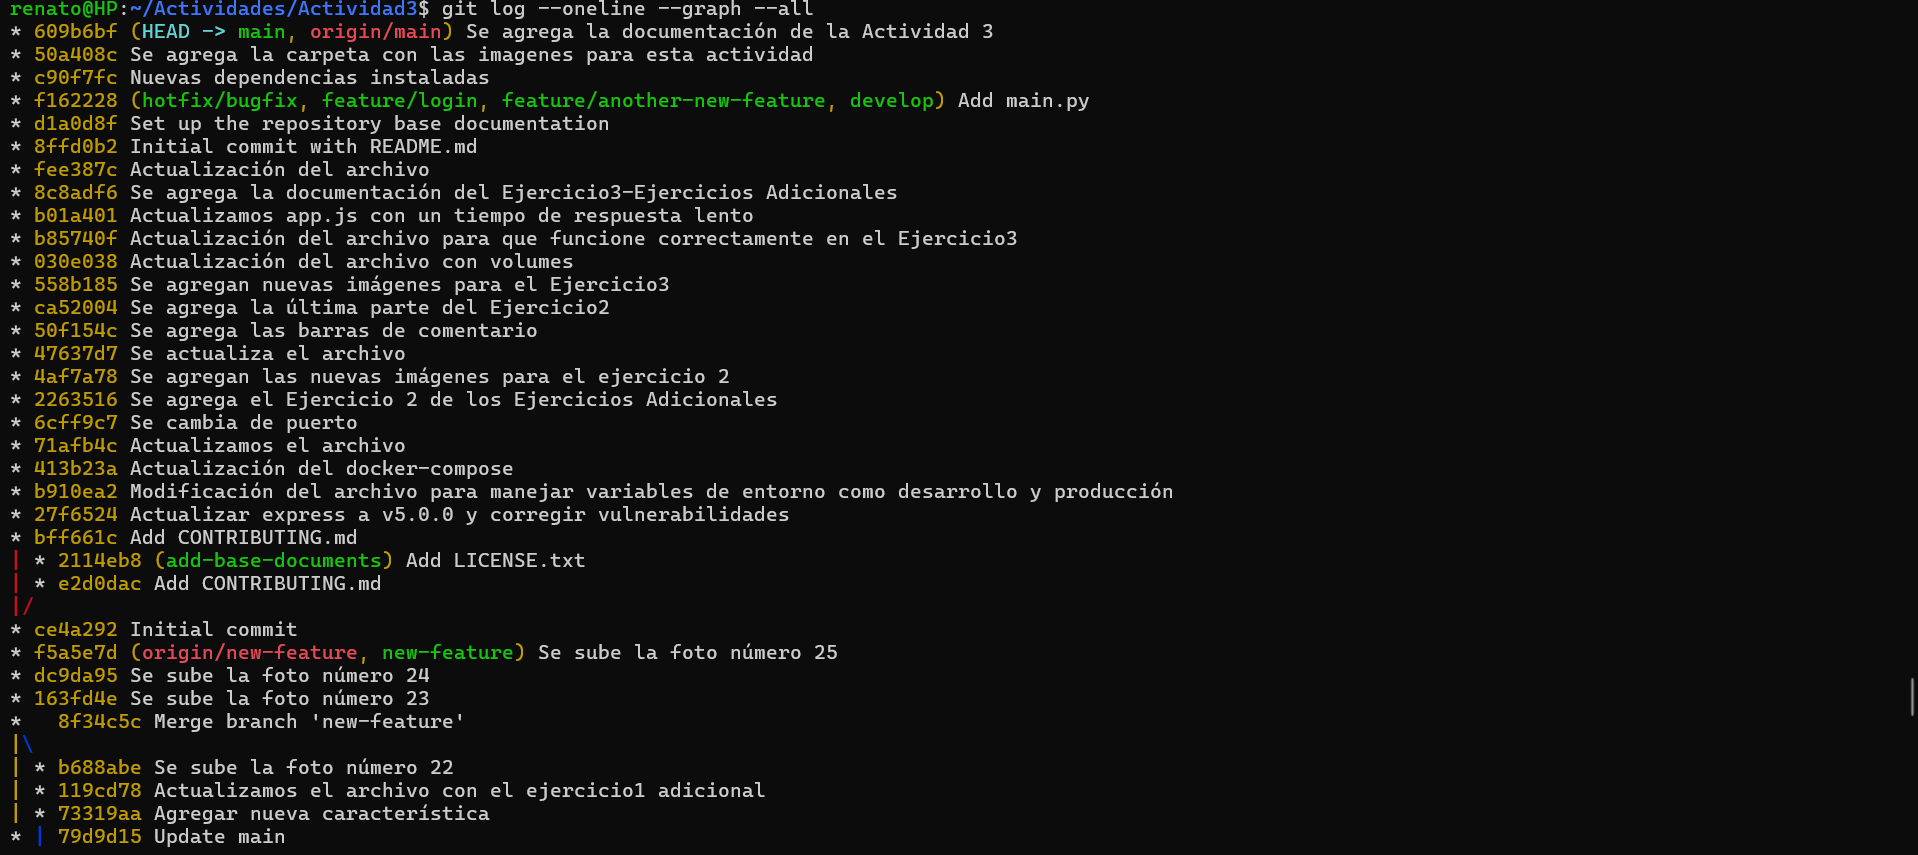 renato@HP:~/Actividades/Actividad3$ git log --oneline --graph --all
* 609b6bf (HEAD -> main, origin/main) Se agrega la documentación de la Actividad 3
* 50a408c Se agrega la carpeta con las imagenes para esta actividad
* c90f7fc Nuevas dependencias instaladas
* f162228 (hotfix/bugfix, feature/login, feature/another-new-feature, develop) Add main.py
* d1a0d8f Set up the repository base documentation
* 8ffd0b2 Initial commit with README.md
* fee387c Actualización del archivo
* 8c8adf6 Se agrega la documentación del Ejercicio3-Ejercicios Adicionales
* b01a401 Actualizamos app.js con un tiempo de respuesta lento
* b85740f Actualización del archivo para que funcione correctamente en el Ejercicio3
* 030e038 Actualización del archivo con volumes
* 558b185 Se agregan nuevas imágenes para el Ejercicio3
* ca52004 Se agrega la última parte del Ejercicio2
* 50f154c Se agrega las barras de comentario
* 47637d7 Se actualiza el archivo
* 4af7a78 Se agregan las nuevas imágenes para el ejercicio 2
* 2263516 Se agrega el Ejercicio 2 de los Ejercicios Adicionales
* 6cff9c7 Se cambia de puerto
* 71afb4c Actualizamos el archivo
* 413b23a Actualización del docker-compose
* b910ea2 Modificación del archivo para manejar variables de entorno como desarrollo y producción
* 27f6524 Actualizar express a v5.0.0 y corregir vulnerabilidades
* bff661c Add CONTRIBUTING.md
| * 2114eb8 (add-base-documents) Add LICENSE.txt
| * e2d0dac Add CONTRIBUTING.md
|/
* ce4a292 Initial commit
* f5a5e7d (origin/new-feature, new-feature) Se sube la foto número 25
* dc9da95 Se sube la foto número 24
* 163fd4e Se sube la foto número 23
*   8f34c5c Merge branch 'new-feature'
|\
| * b688abe Se sube la foto número 22
| * 119cd78 Actualizamos el archivo con el ejercicio1 adicional
| * 73319aa Agregar nueva característica
* | 79d9d15 Update main